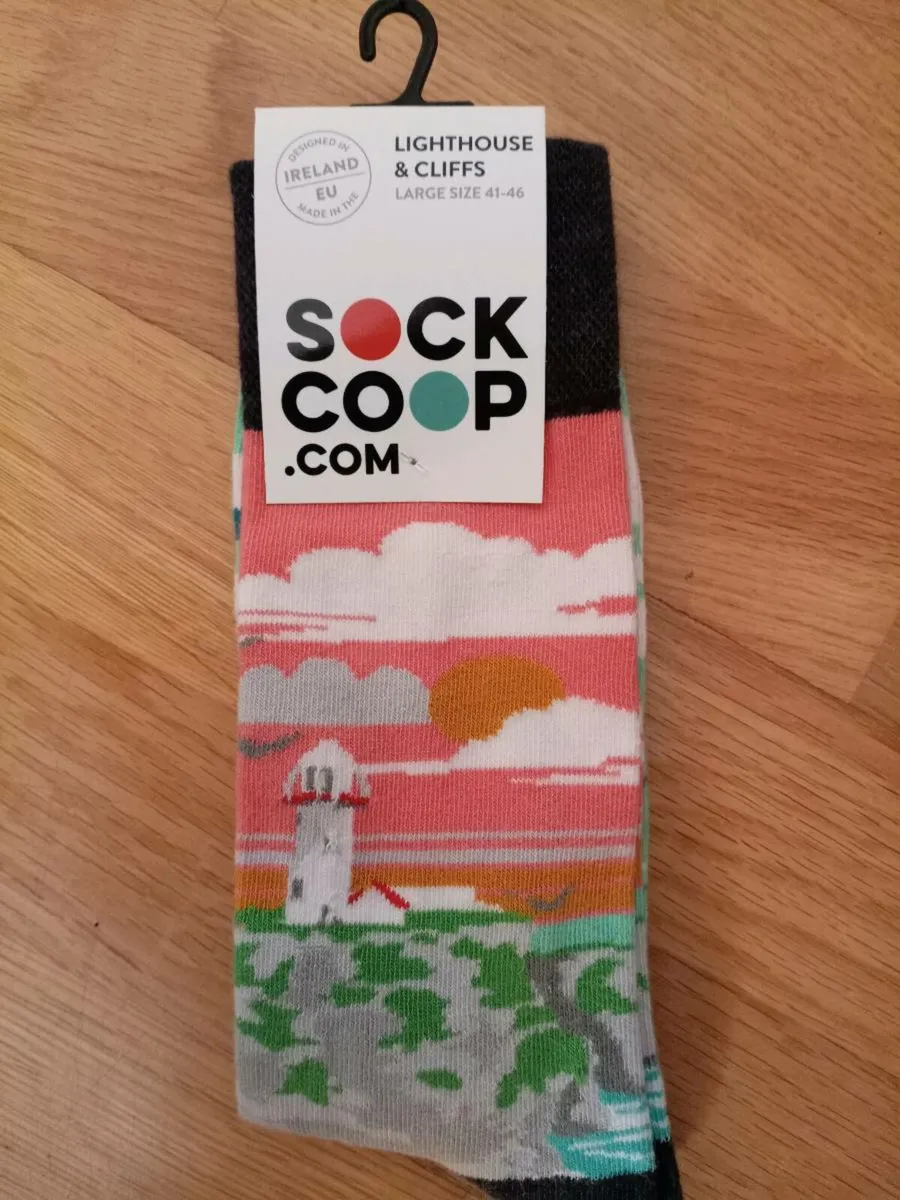 DESIGNED IN
IRELAND
EU
MADE IN THE
LIGHTHOUSE
& CLIFFS
LARGE SIZE 41-46
SOCK
COOP
.COM